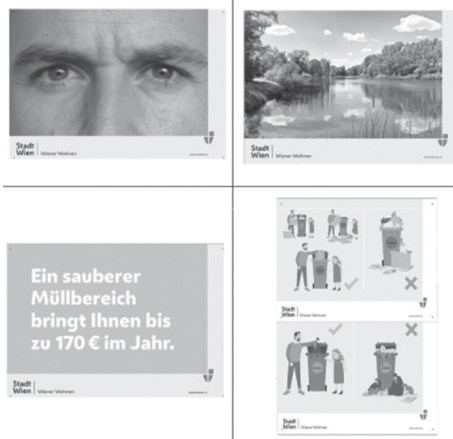 Stadt
Wien
Wiener Wohnen
Stadt
Wien
Wiener Wohnen
Ein sauberer
Müllbereich
bringt Ihnen bis
zu 170 € im Jahr.
Stadt
Wien
Wiener Wohnen
Stadt
Wien
Wiener Wohnen
Stadt
Wien
Wiener Wohnen